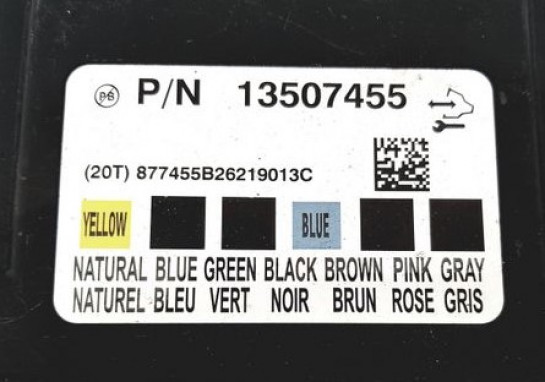 Pb P/N 13507455
(20T) 877455B26219013C
YELLOW BLUE
NATURAL BLUE GREEN BLACK BROWN PINK GRAY
NATUREL BLEU VERT NOIR BRUN ROSE GRIS